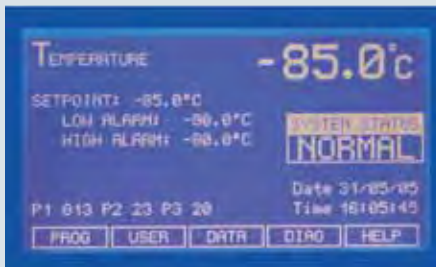 TEMPERATURE -85.0°C
SETPOINT: -85.0°C
LOW ALARM: -90.0°C
HIGH ALARM: -80.0°C
SYSTEM STATUS
NORMAL
Date 31/05/05
P1 013 P2 23 P3 20 Time 16:05:45
PROG USER DATA DIAG HELP